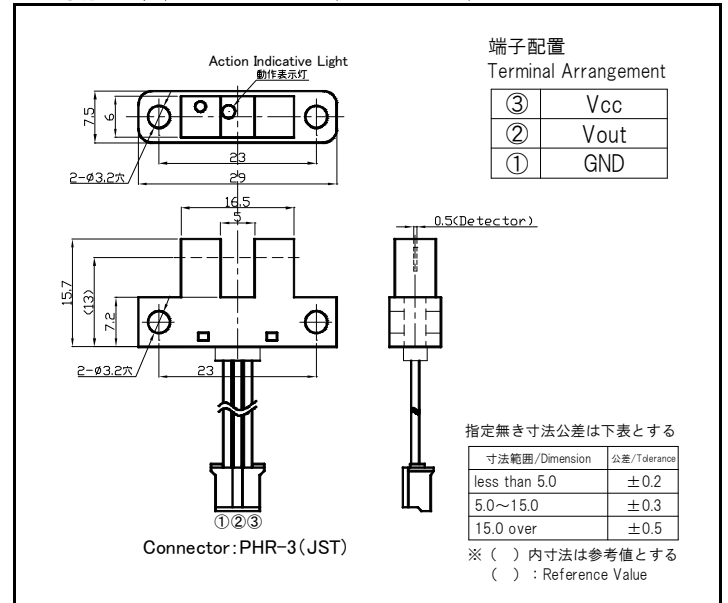 Action Indicative Light
動作表示灯
7.5
6
23
29
2-φ3.2穴
端子配置
Terminal Arrangement
③ Vcc
② Vout
① GND
16.5
5
0.5(Detector)
15.7
(13)
7.2
2-φ3.2穴
23
①②③
Connector:PHR-3(JST)
指定無き寸法公差は下表とする
寸法範囲/Dimension 公差/Tolerance
less than 5.0 ±0.2
5.0～15.0 ±0.3
15.0 over ±0.5
※（ ）内寸法は参考値とする
（ ）：Reference Value